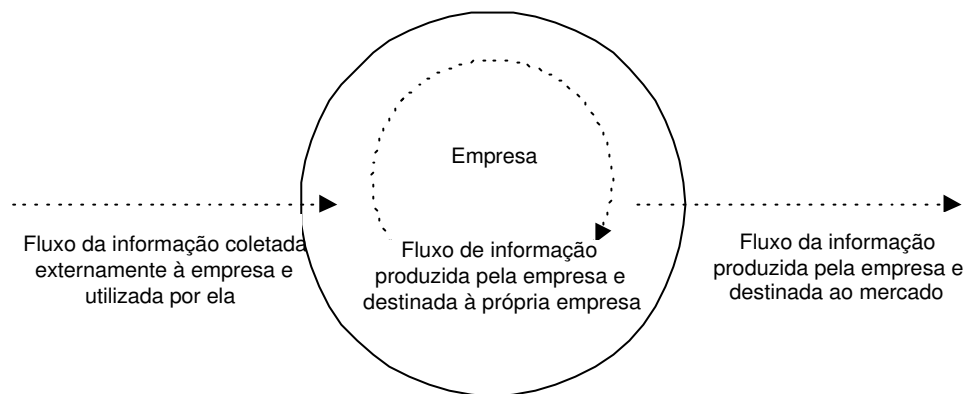 Empresa
Fluxo da informação coletada
externamente à empresa e
utilizada por ela
Fluxo de informação
produzida pela empresa e
destinada à própria empresa
Fluxo da informação
produzida pela empresa e
destinada ao mercado